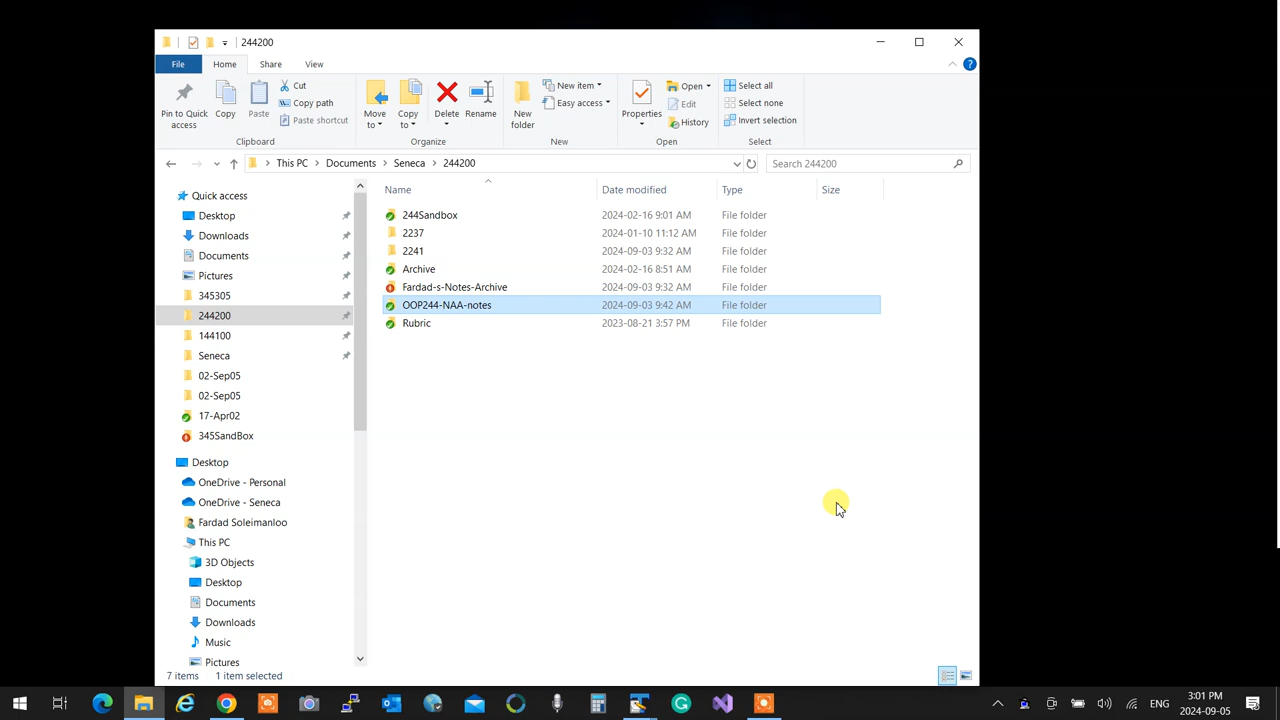 244200
File Home Share View
Pin to Quick access
Copy
Paste
Cut
Copy path
Paste shortcut
Clipboard
Move to
Copy to
Delete
Rename
Organize
New folder
New item
Easy access
New
Properties
Open
Edit
History
Open
Select all
Select none
Invert selection
Select
This PC > Documents > Seneca > 244200
Search 244200
Quick access
Desktop
Downloads
Documents
Pictures
345305
244200
144100
Seneca
02-Sep05
02-Sep05
17-Apr02
345SandBox
Desktop
OneDrive - Personal
OneDrive - Seneca
Fardad Soleimanloo
This PC
3D Objects
Desktop
Documents
Downloads
Music
Pictures
Name Date modified Type Size
244Sandbox 2024-02-16 9:01 AM File folder
2237 2024-01-10 11:12 AM File folder
2241 2024-09-03 9:32 AM File folder
Archive 2024-02-16 8:51 AM File folder
Fardad-s-Notes-Archive 2024-09-03 9:32 AM File folder
OOP244-NAA-notes 2024-09-03 9:42 AM File folder
Rubric 2023-08-21 3:57 PM File folder
7 items 1 item selected
ENG
3:01 PM
2024-09-05